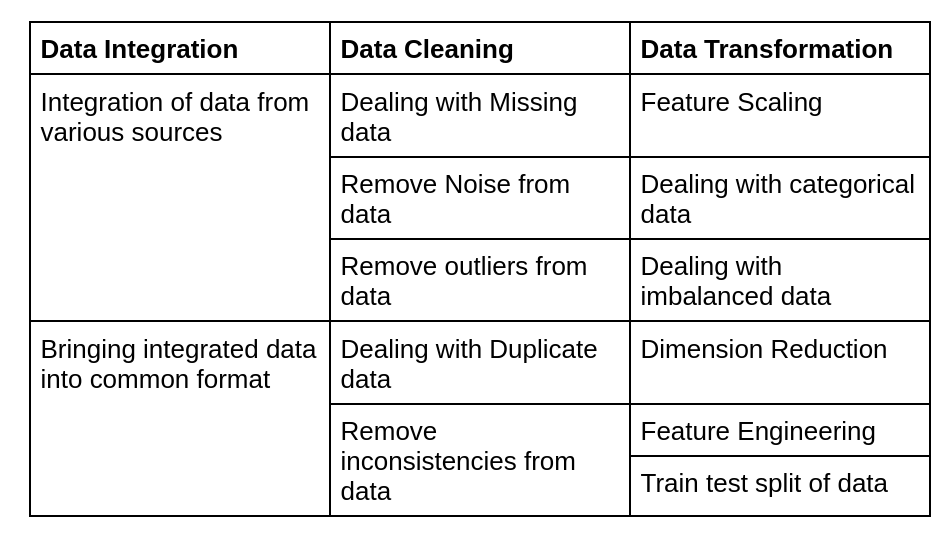 Data Integration
Data Cleaning
Data Transformation
Integration of data from
various sources
Dealing with Missing
data
Feature Scaling
Remove Noise from
data
Dealing with categorical
data
Remove outliers from
data
Dealing with
imbalanced data
Bringing integrated data
into common format
Dealing with Duplicate
data
Dimension Reduction
Remove
inconsistencies from
data
Feature Engineering
Train test split of data